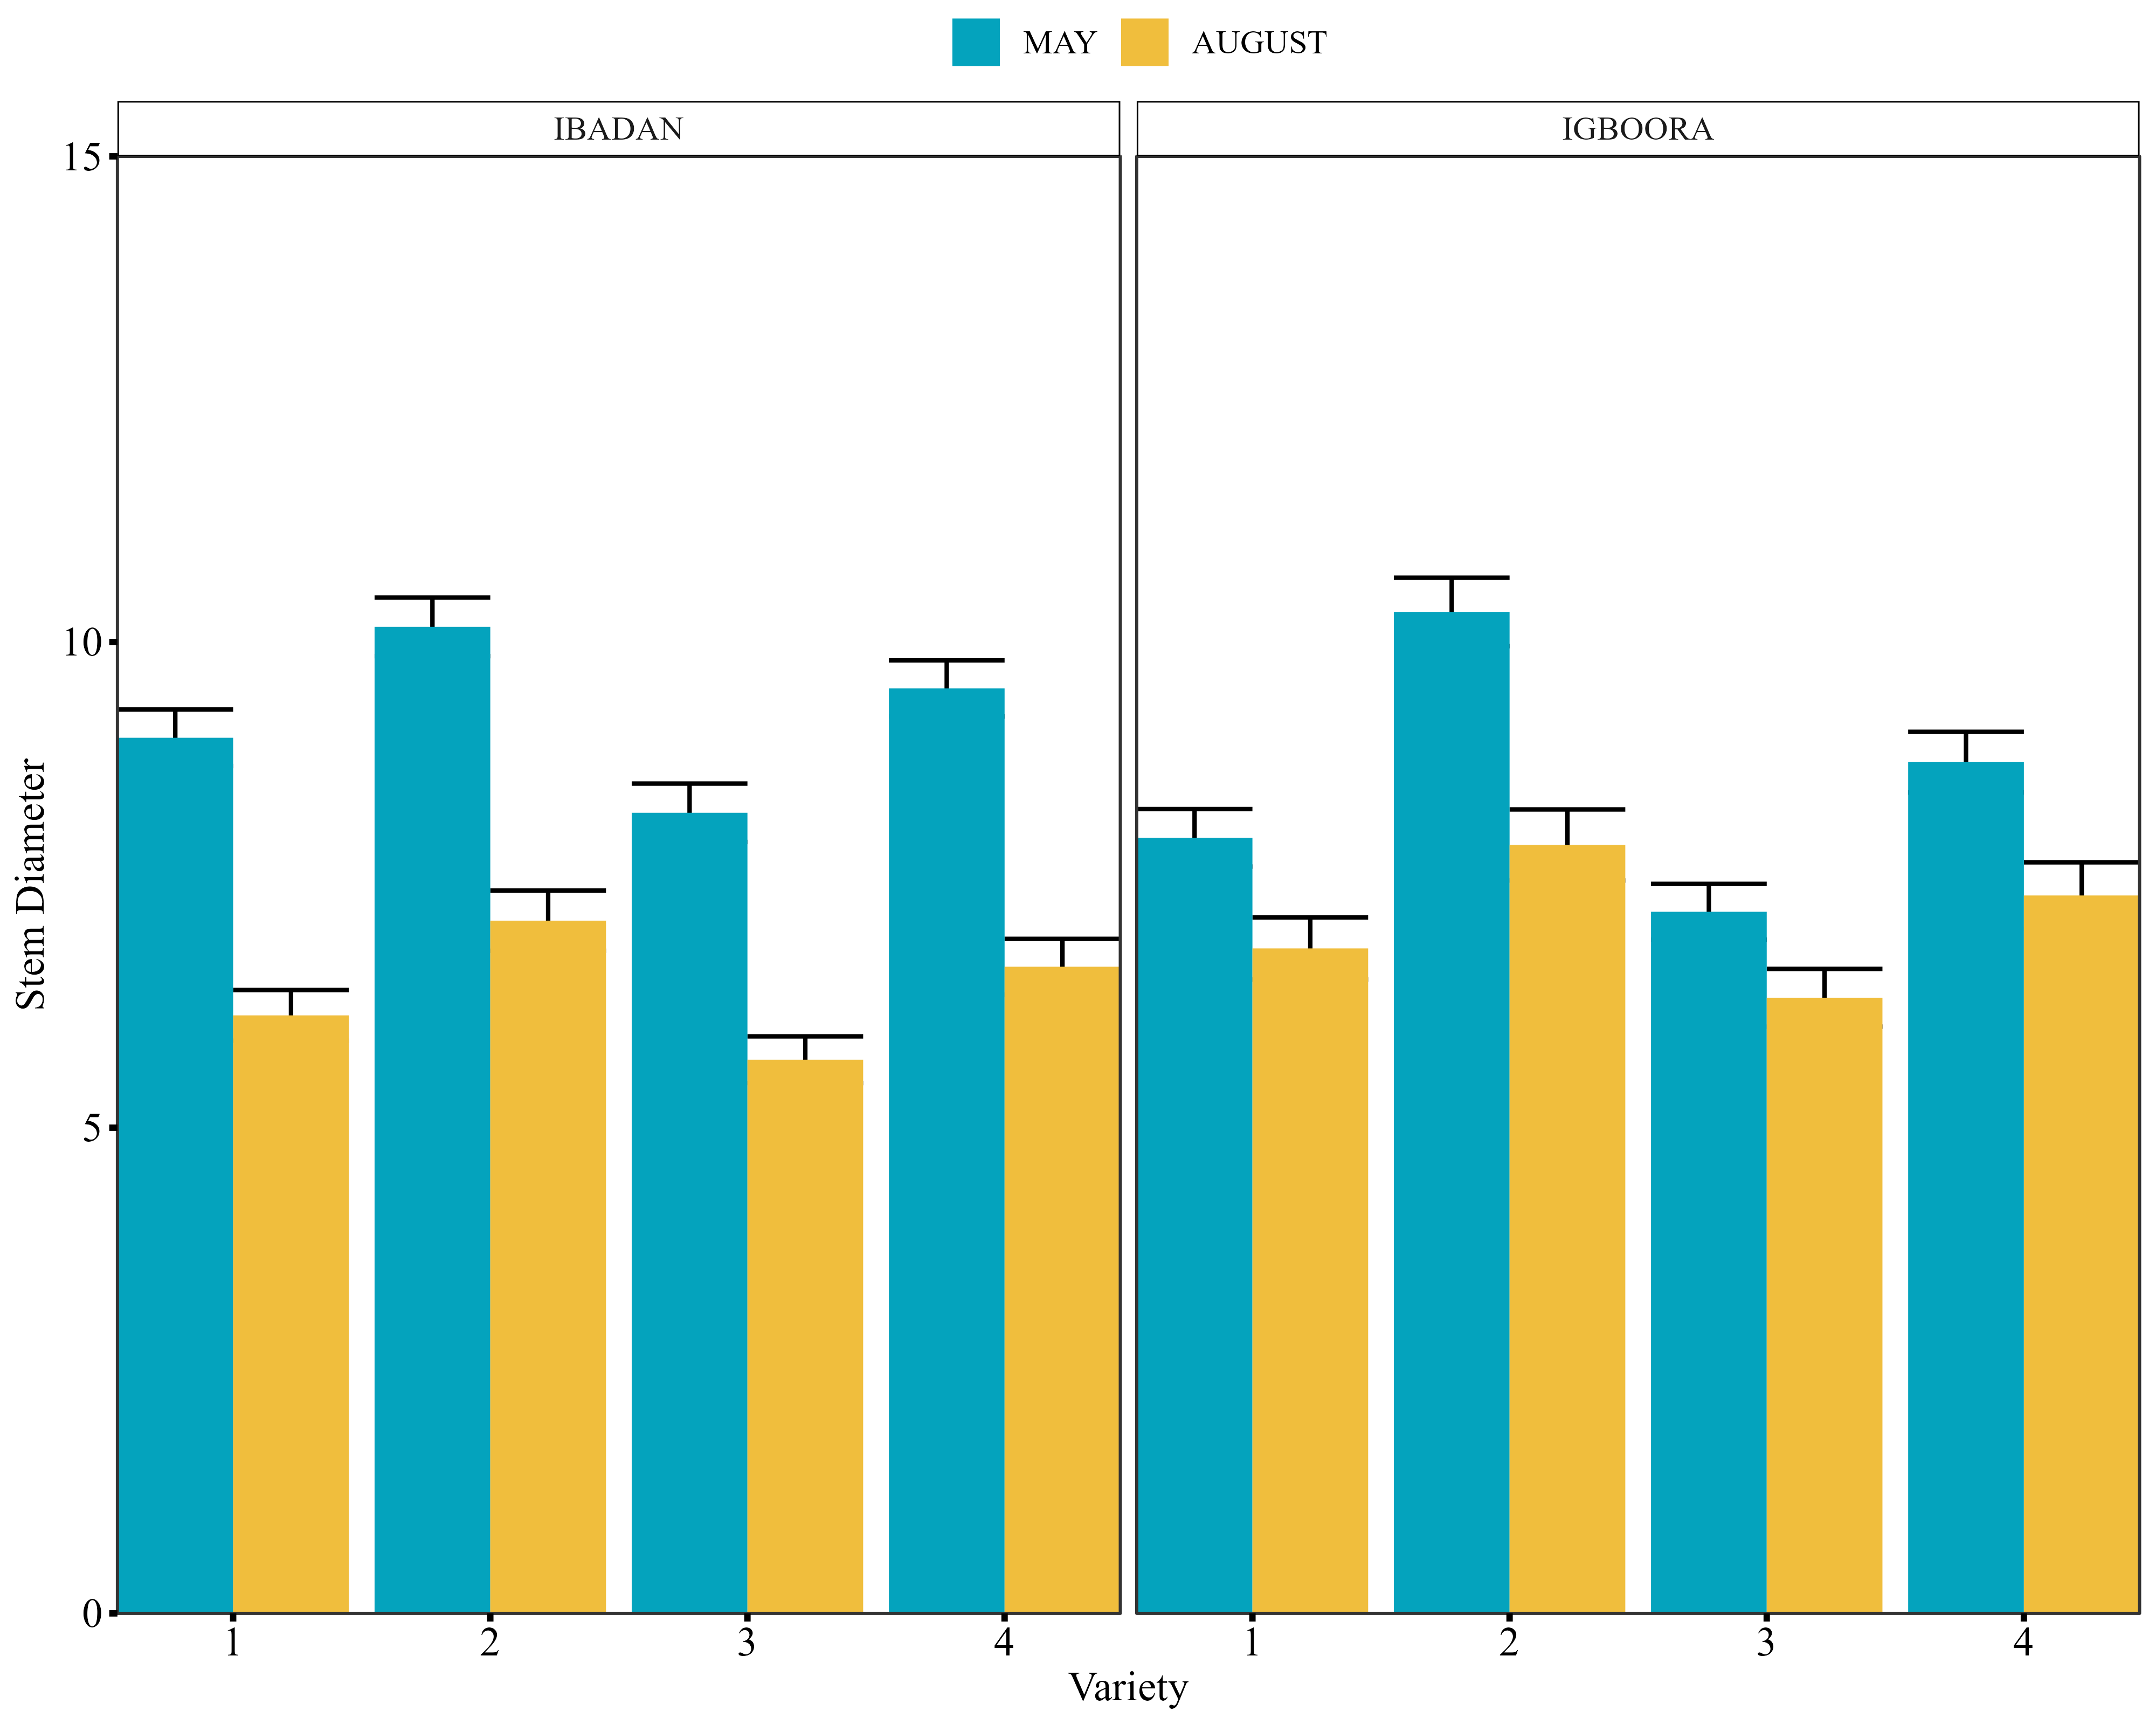 MAY AUGUST
IBADAN IGBOORA
15
10
5
0
Stem Diameter
1 2 3 4 1 2 3 4
Variety